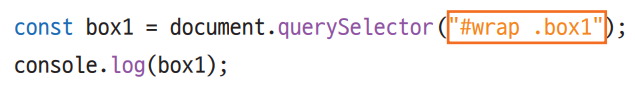 const box1 = document.querySelector("#wrap .box1");
console.log(box1);